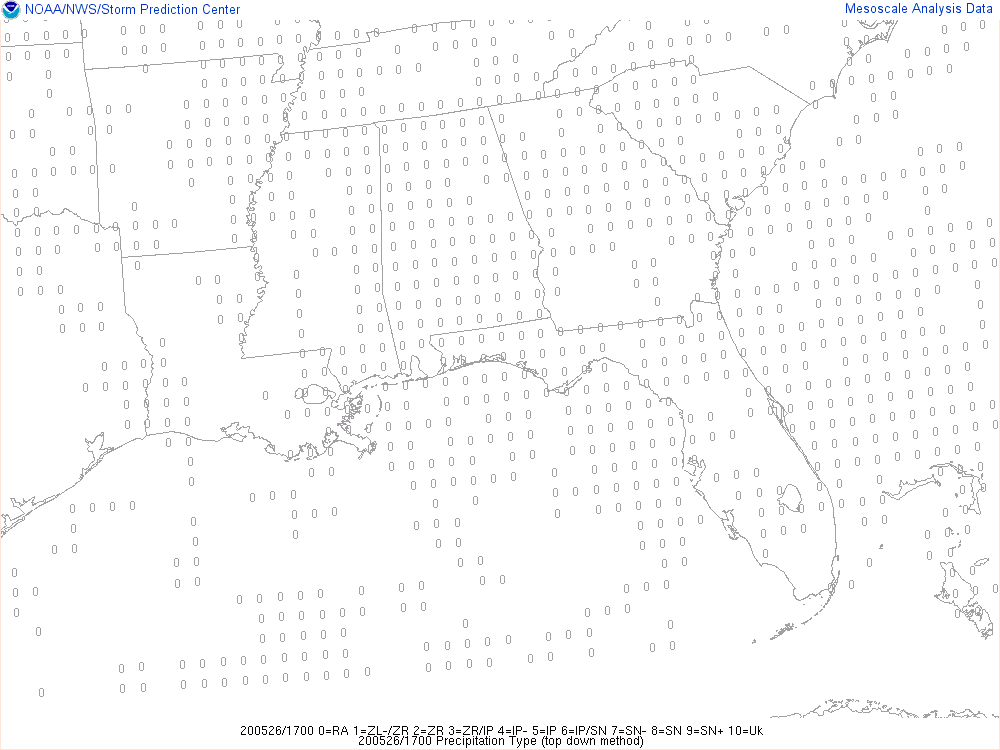 NOAA/NWS/Storm Prediction Center
Mesoscale Analysis Data
200526/1700 0=RA 1=ZL-/ZR 2=ZR 3=ZR/IP 4=IP- 5=IP 6=IP/SN 7=SN- 8=SN 9=SN+ 10=Uk
200526/1700 Precipitation Type (top down method)